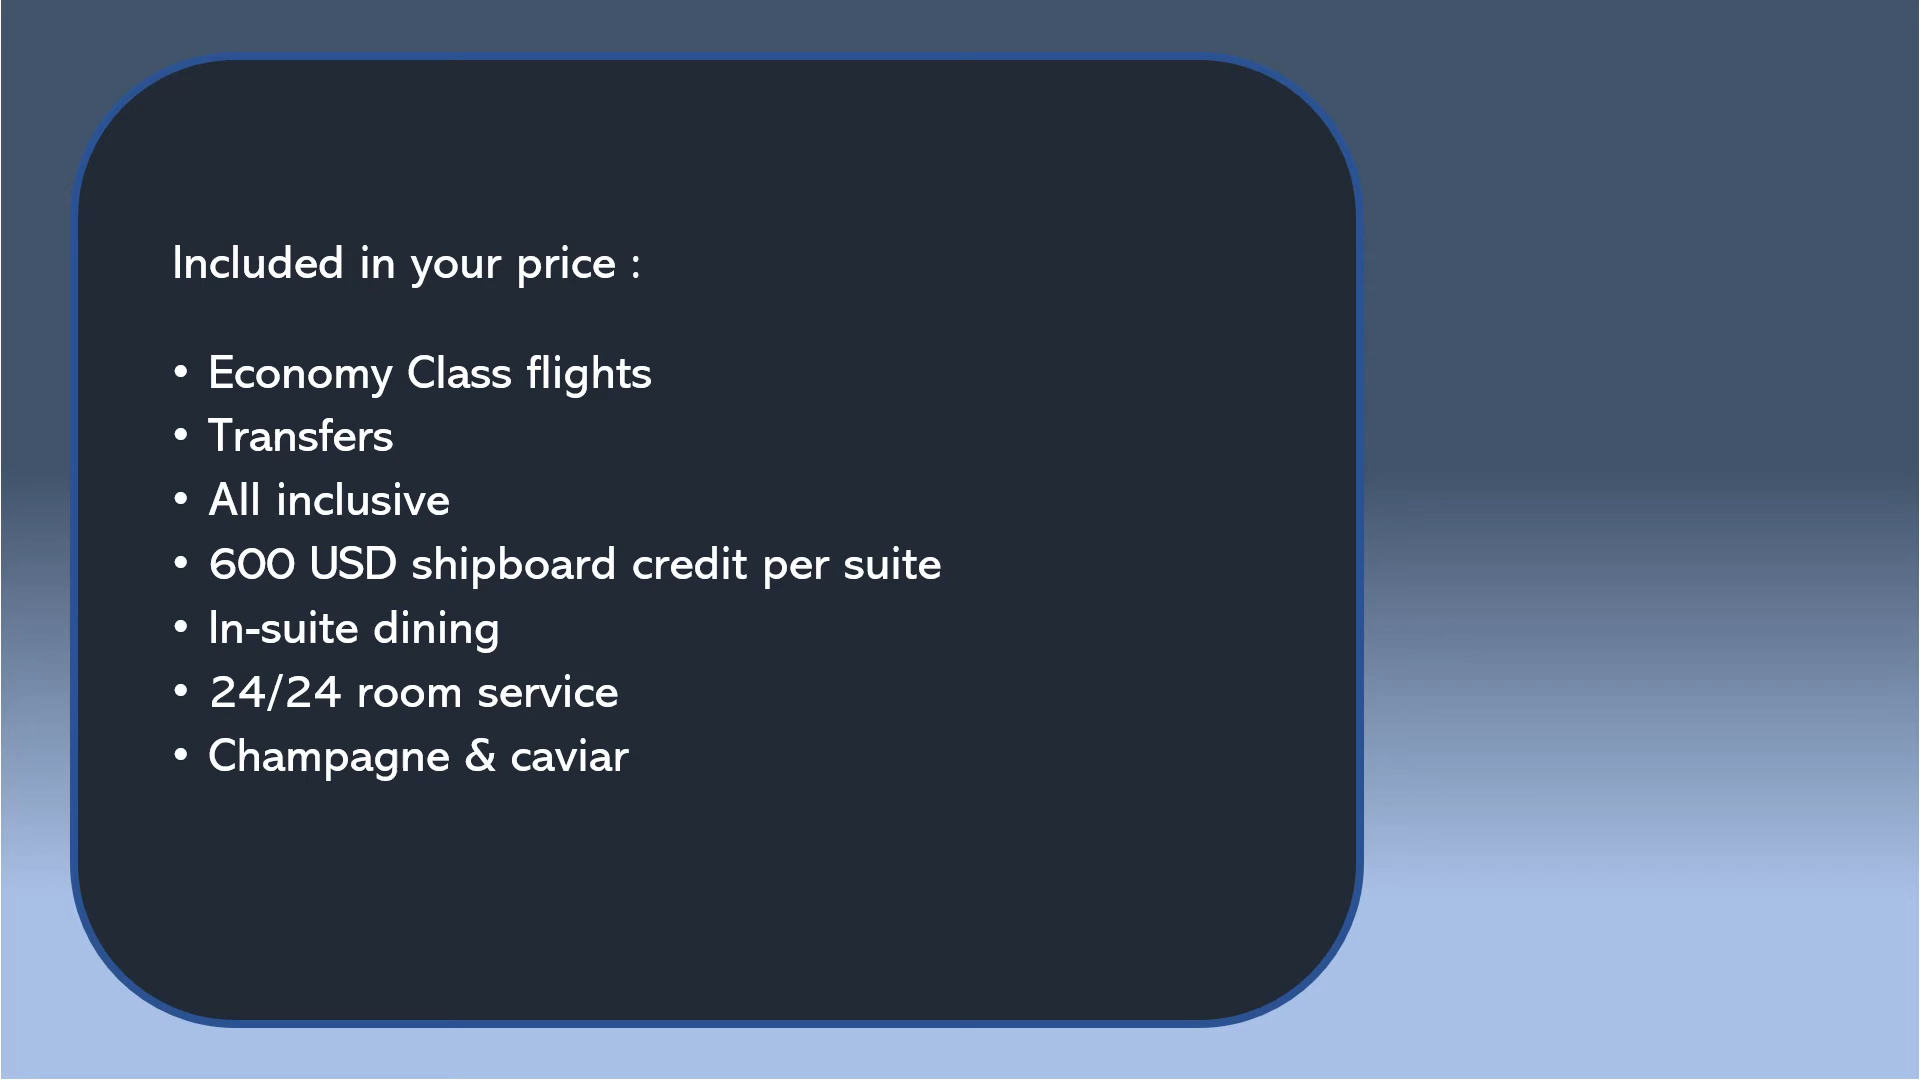 Included in your price :
• Economy Class flights
• Transfers
• All inclusive
• 600 USD shipboard credit per suite
• In-suite dining
• 24/24 room service
• Champagne & caviar